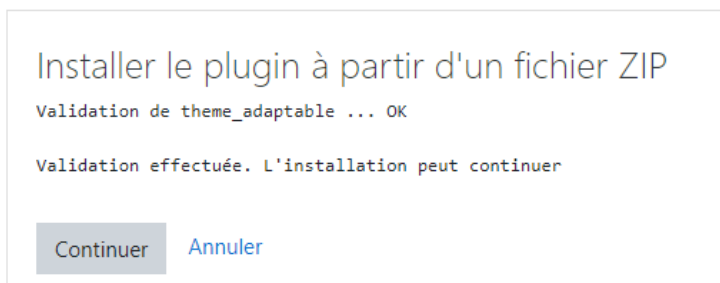 Installer le plugin à partir d'un fichier ZIP
Validation de theme_adaptable ... OK
Validation effectuée. L'installation peut continuer
Continuer Annuler